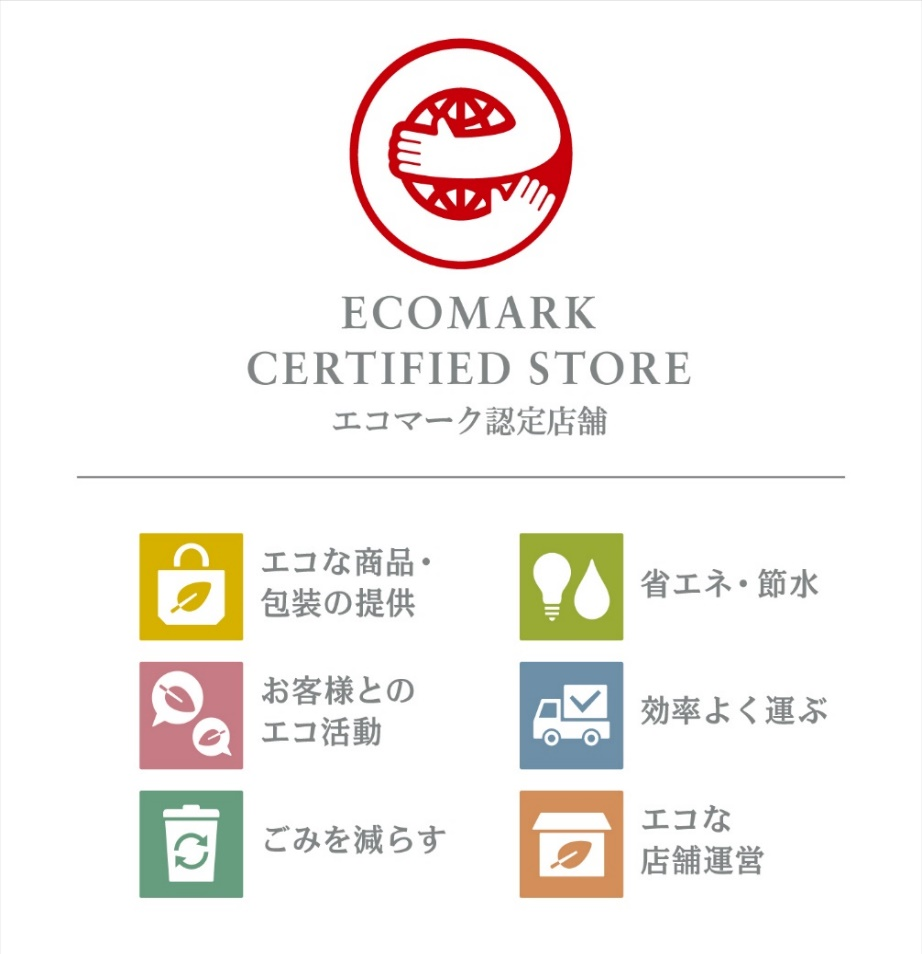 ECOMARK
CERTIFIED STORE
エコマーク認定店舗
エコな商品・
包装の提供
省エネ・節水
お客様との
エコ活動
効率よく運ぶ
ごみを減らす
エコな
店舗運営